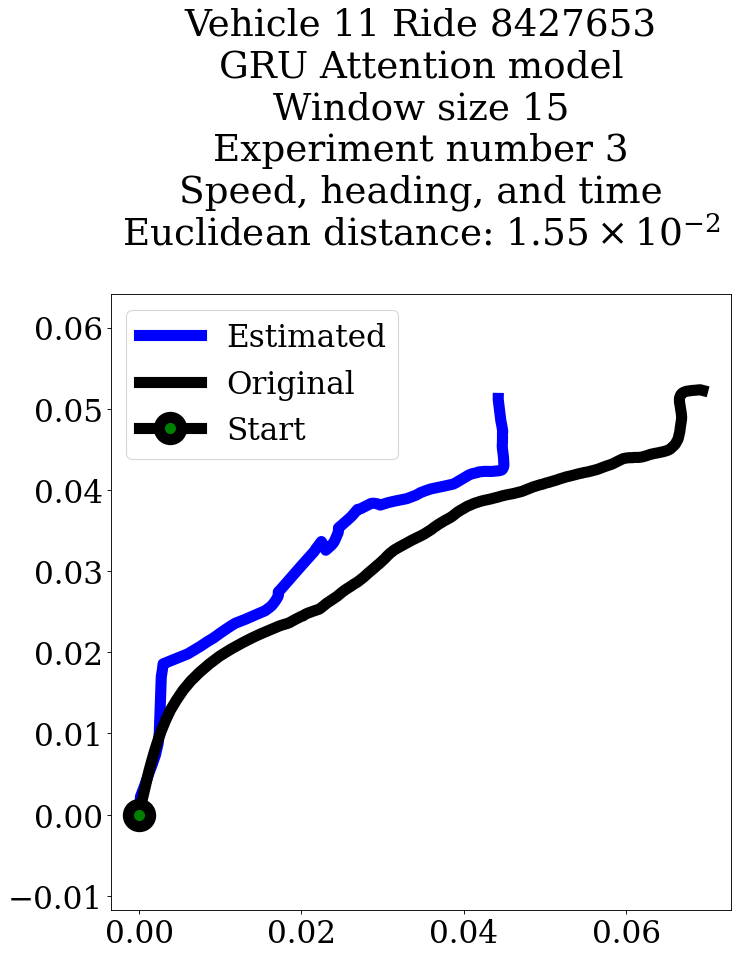 Vehicle 11 Ride 8427653
GRU Attention model
Window size 15
Experiment number 3
Speed, heading, and time
Euclidean distance: 1.55 × 10⁻²
Estimated
Original
Start
0.06
0.05
0.04
0.03
0.02
0.01
0.00
−0.01
0.00 0.02 0.04 0.06